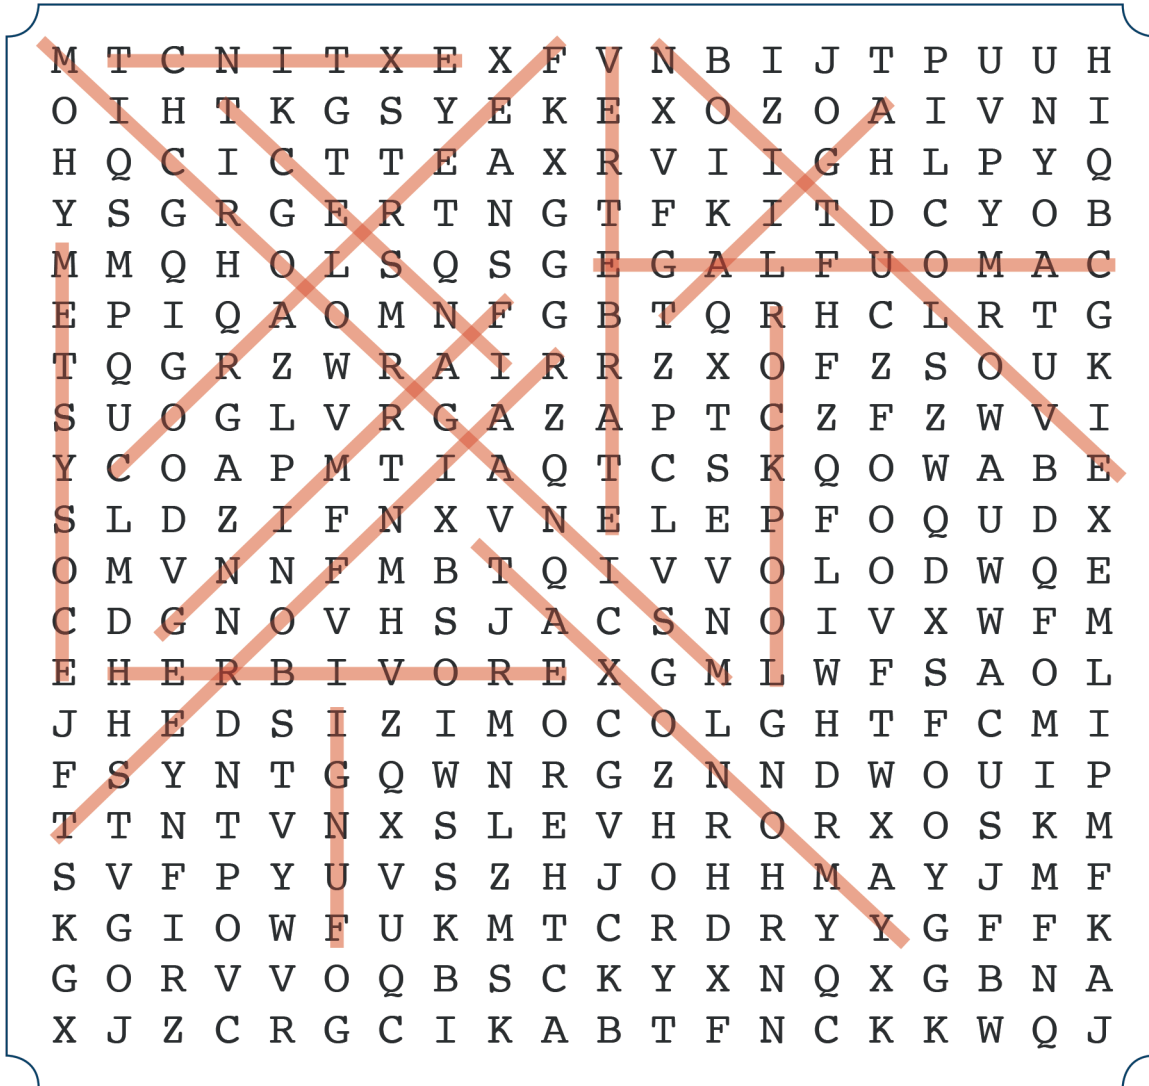 M T C N I T X E X F V N B I J T P U U H
O I H T K G S Y E K E X O Z O A I V N I
H Q C I C T T E A X R V I I G H L P Y Q
Y S G R G E R T N G T F K I T D C Y O B
M M Q H O L S Q S G E G A L F U O M A C
E P I Q A O M N F G B T Q R H C L R T G
T Q G R Z W R A I R R Z X O F Z S O U K
S U O G L V R G A Z A P T C Z F Z W V I
Y C O A P M T I A Q T C S K Q O W A B E
S L D Z I F N X V N E L E P F O Q U D X
O M V N N F M B T Q I V V O L O D W Q E
C D G N O V H S J A C S N O I V X W F M
E H E R B I V O R E X G M L W F S A O L
J H E D S I Z I M O C O L G H T F C M I
F S Y N T G Q W N R G Z N N D W O U I P
T T N T V N X S L E V H R O R X O S K M
S V F P Y U V S Z H J O H H M A Y J M F
K G I O W F U K M T C R D R Y Y G F F K
G O R V V O Q B S C K Y X N Q X G B N A
X J Z C R G C I K A B T F N C K K W Q J